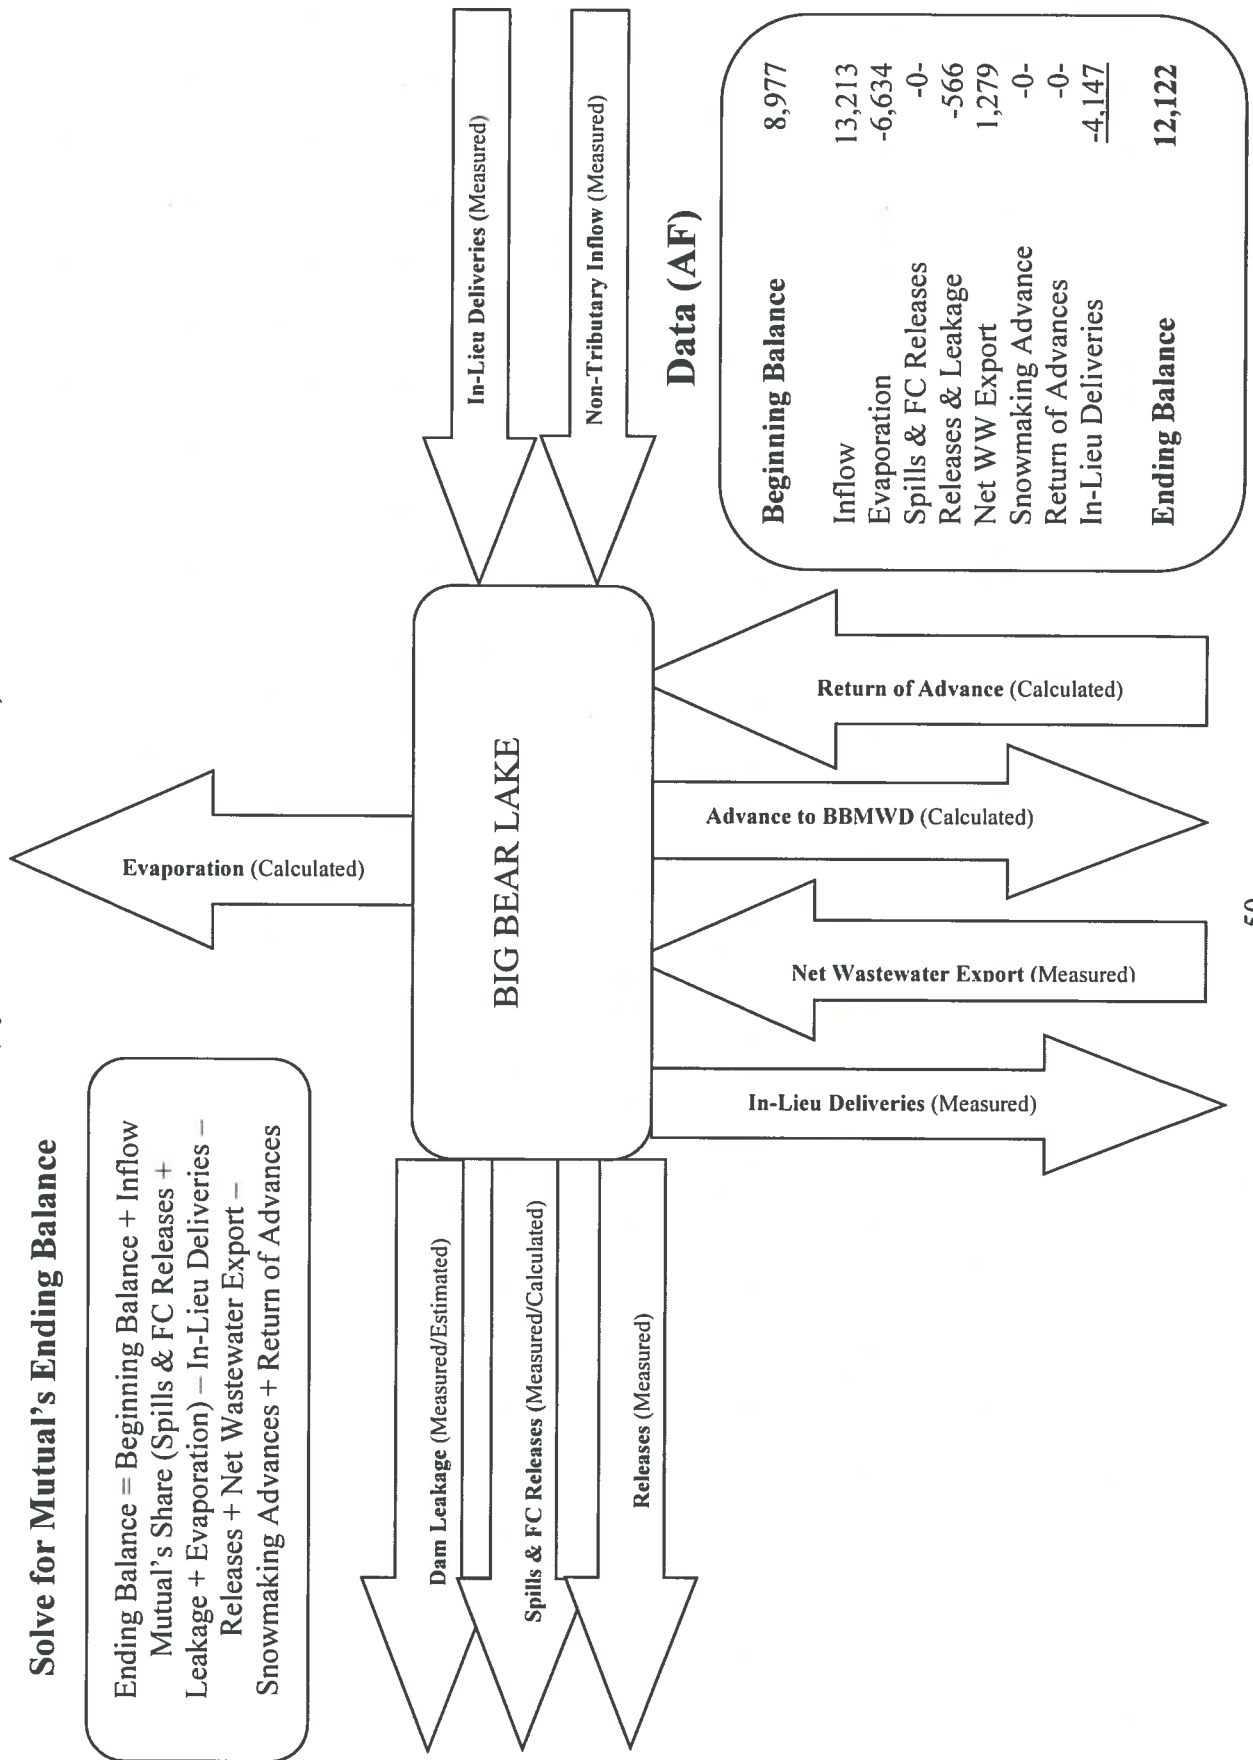 Solve for Mutual's Ending Balance
Ending Balance = Beginning Balance + Inflow
Mutual's Share (Spills & FC Releases +
Leakage + Evaporation) – In-Lieu Deliveries –
Releases + Net Wastewater Export –
Snowmaking Advances + Return of Advances
Evaporation (Calculated)
In-Lieu Deliveries (Measured)
Non-Tributary Inflow (Measured)
BIG BEAR LAKE
Dam Leakage (Measured/Estimated)
Spills & FC Releases (Measured/Calculated)
Releases (Measured)
In-Lieu Deliveries (Measured)
Net Wastewater Export (Measured)
Advance to BBMWD (Calculated)
Return of Advance (Calculated)
Data (AF)
Beginning Balance 8,977
Inflow 13,213
Evaporation -6,634
Spills & FC Releases -0-
Releases & Leakage -566
Net WW Export 1,279
Snowmaking Advance -0-
Return of Advances -0-
In-Lieu Deliveries -4,147
Ending Balance 12,122